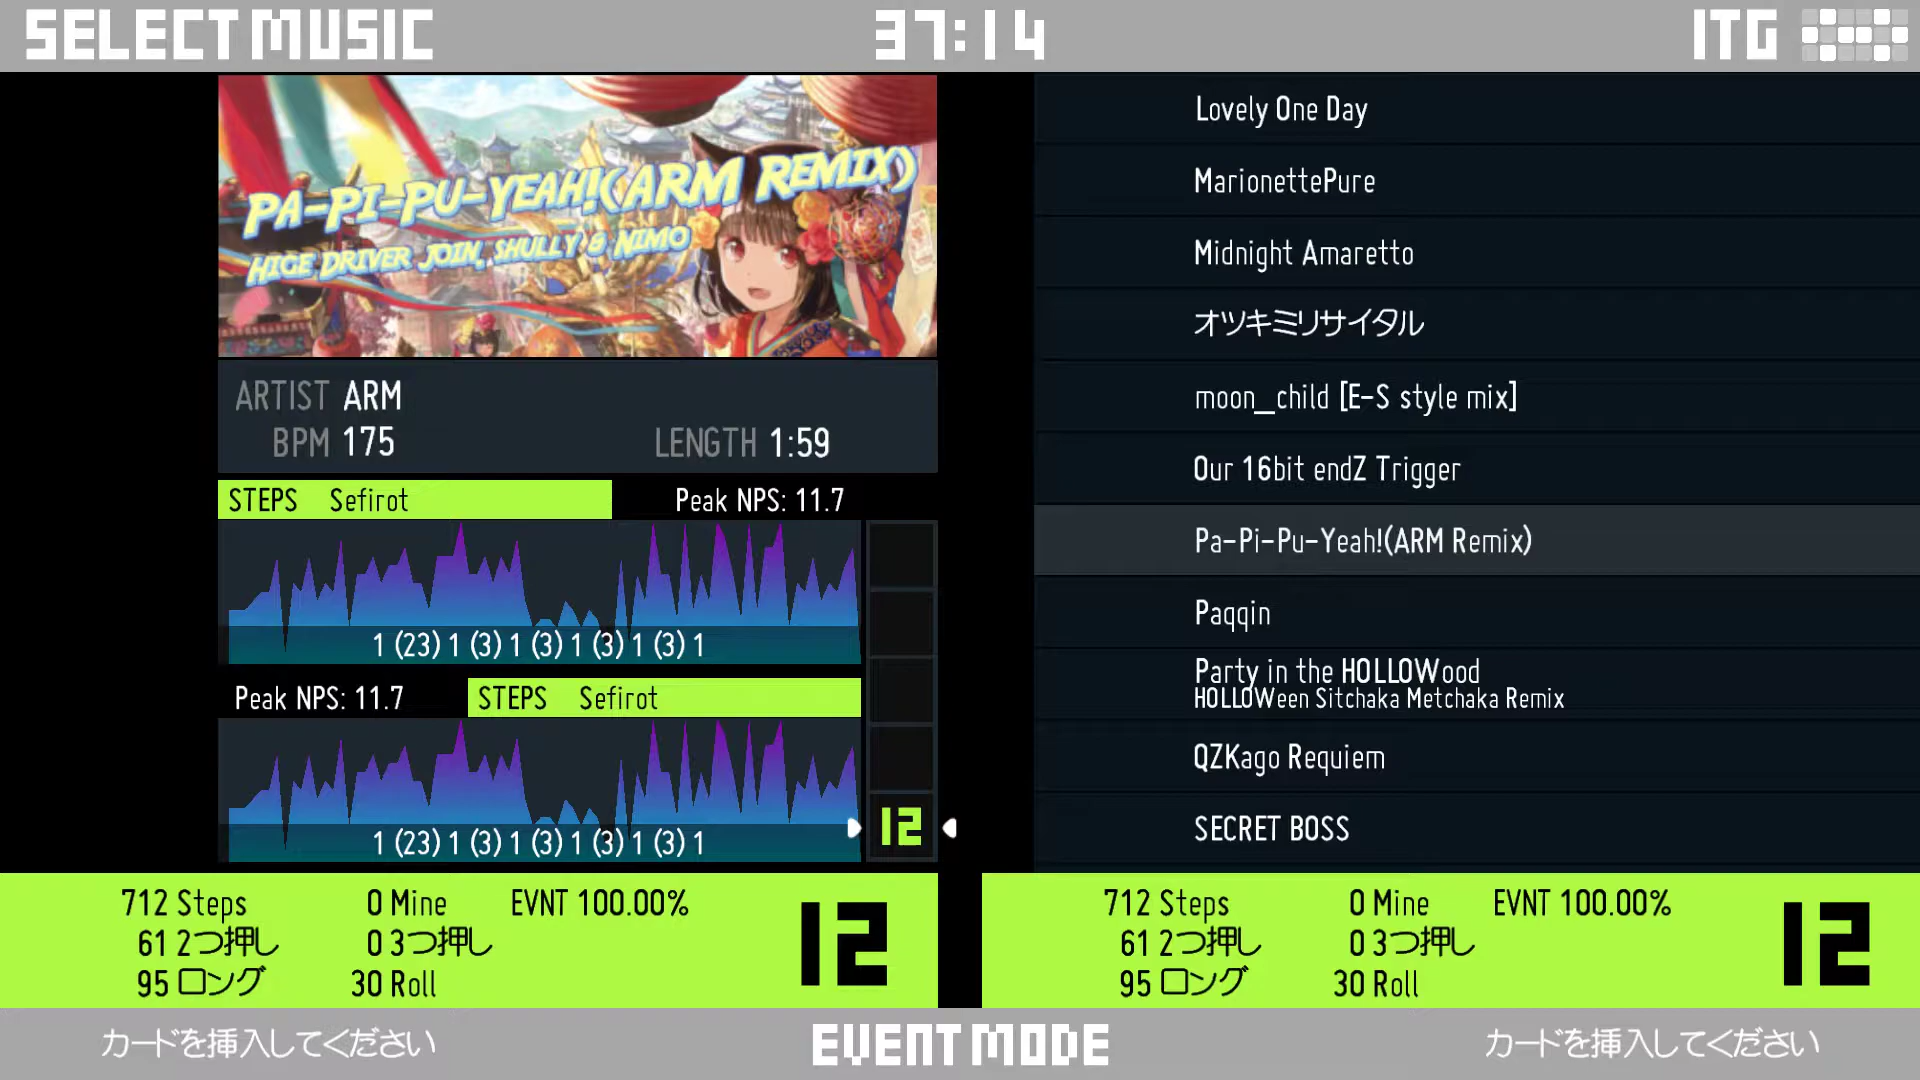 SELECT MUSIC
37:14
ITG
PA-PI-PU-YEAH!(ARM REMIX)
HIGE DRIVER JOIN. SHULLY & NIMO
ARTIST ARM
BPM 175
LENGTH 1:59
STEPS Sefirot
Peak NPS: 11.7
1 (23) 1 (3) 1 (3) 1 (3) 1 (3) 1
Peak NPS: 11.7
STEPS Sefirot
1 (23) 1 (3) 1 (3) 1 (3) 1 (3) 1
12
Lovely One Day
MarionettePure
Midnight Amaretto
オツキミリサイタル
moon_child [E-S style mix]
Our 16bit endZ Trigger
Pa-Pi-Pu-Yeah!(ARM Remix)
Paqqin
Party in the HOLLOWood
HOLLOWeen Sitchaka Metchaka Remix
QZKago Requiem
SECRET BOSS
712 Steps 0 Mine EVNT 100.00%
61 2つ押し 0 3つ押し
95 ロング 30 Roll
12
712 Steps 0 Mine EVNT 100.00%
61 2つ押し 0 3つ押し
95 ロング 30 Roll
12
カードを挿入してください
EVENT MODE
カードを挿入してください